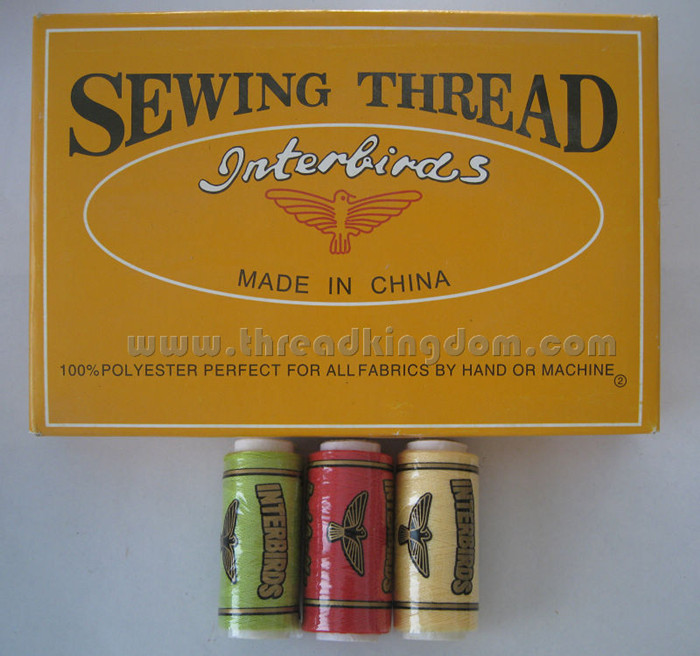 SEWING THREAD
Interbirds
MADE IN CHINA
www.threadkingdom.com
100%POLYESTER PERFECT FOR ALL FABRICS BY HAND OR MACHINE ②
INTERBIRDS
INTERBIRDS
INTERBIRDS